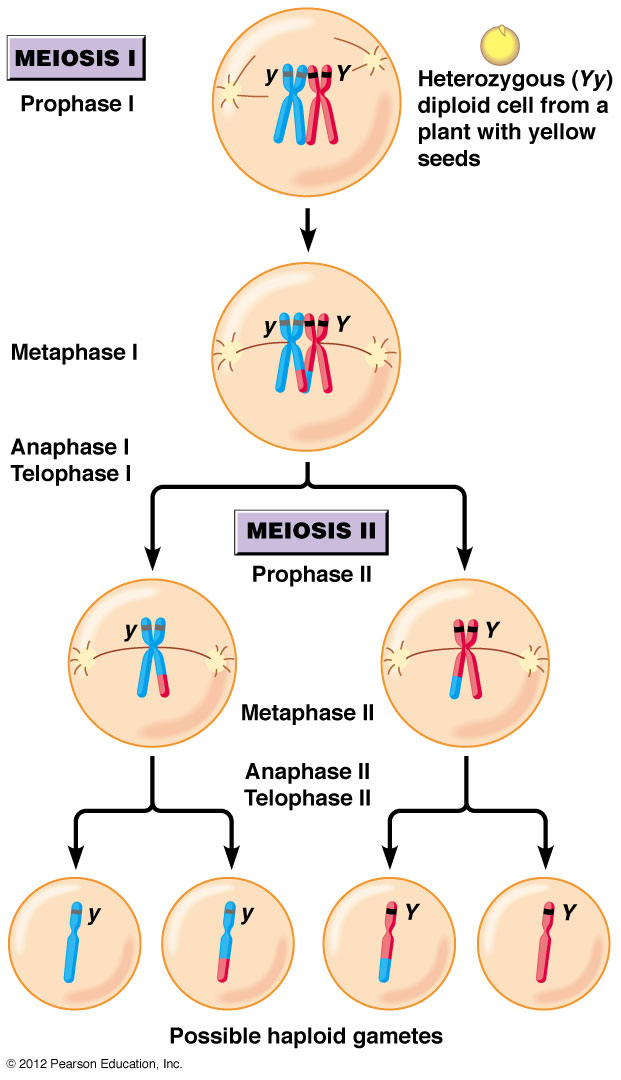 MEIOSIS I
Prophase I
y
Y
Heterozygous (Yy)
diploid cell from a
plant with yellow
seeds
Metaphase I
y
Y
Anaphase I
Telophase I
MEIOSIS II
Prophase II
y
Y
Metaphase II
Anaphase II
Telophase II
y
y
Y
Y
Possible haploid gametes
© 2012 Pearson Education, Inc.